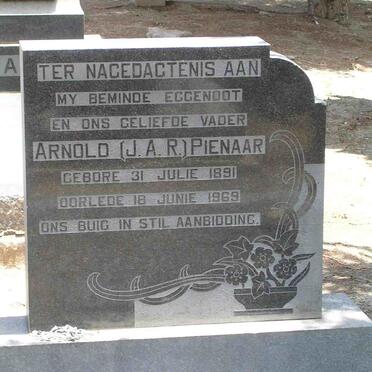 A
TER NAGEDAGTENIS AAN
MY BEMINDE EGGENOOT
EN ONS GELIEFDE VADER
ARNOLD (J.A.R.) PIENAAR
GEBORE 31 JULIE 1891
OORLEDE 18 JUNIE 1969
ONS BUIG IN STIL AANBIDDING.